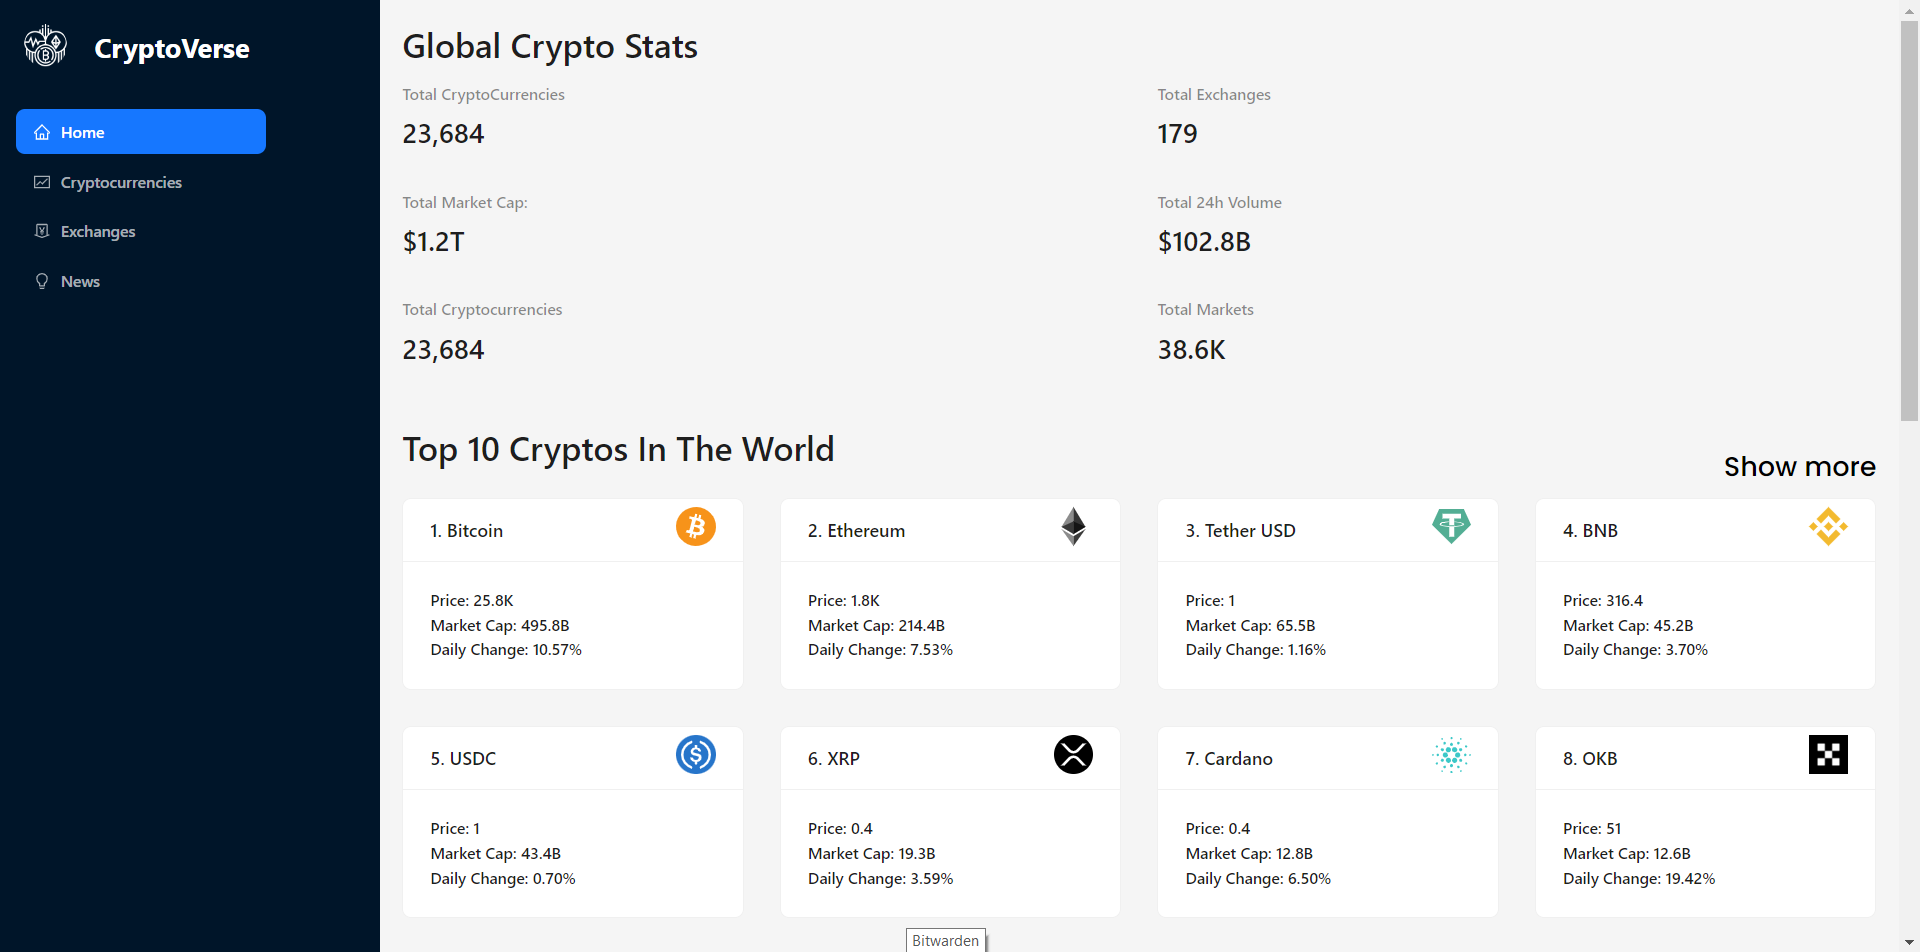 CryptoVerse
Home
Cryptocurrencies
Exchanges
News
Global Crypto Stats
Total CryptoCurrencies
23,684
Total Exchanges
179
Total Market Cap:
$1.2T
Total 24h Volume
$102.8B
Total Cryptocurrencies
23,684
Total Markets
38.6K
Top 10 Cryptos In The World
Show more
1. Bitcoin
Price: 25.8K
Market Cap: 495.8B
Daily Change: 10.57%
2. Ethereum
Price: 1.8K
Market Cap: 214.4B
Daily Change: 7.53%
3. Tether USD
Price: 1
Market Cap: 65.5B
Daily Change: 1.16%
4. BNB
Price: 316.4
Market Cap: 45.2B
Daily Change: 3.70%
5. USDC
Price: 1
Market Cap: 43.4B
Daily Change: 0.70%
6. XRP
Price: 0.4
Market Cap: 19.3B
Daily Change: 3.59%
7. Cardano
Price: 0.4
Market Cap: 12.8B
Daily Change: 6.50%
8. OKB
Price: 51
Market Cap: 12.6B
Daily Change: 19.42%
Bitwarden